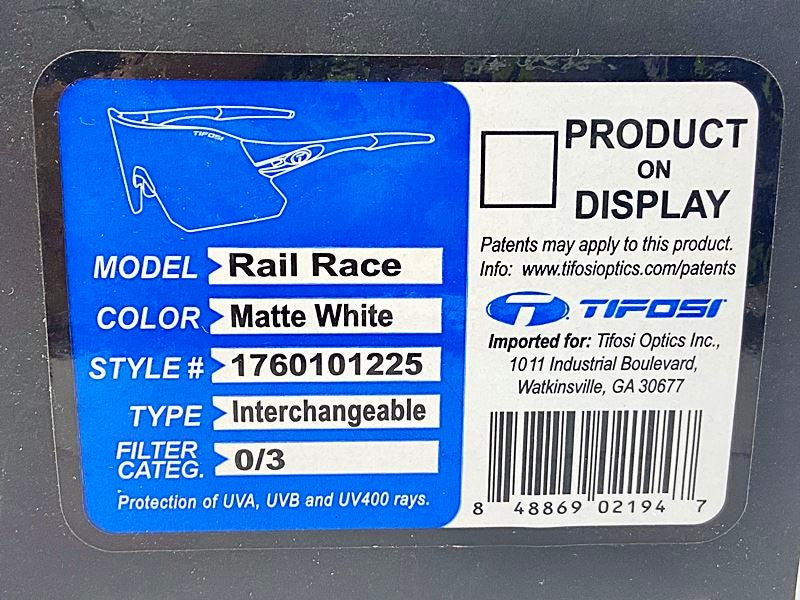 TIFOSI
MODEL Rail Race
COLOR Matte White
STYLE # 1760101225
TYPE Interchangeable
FILTER CATEG. 0/3
Protection of UVA, UVB and UV400 rays.
PRODUCT
ON
DISPLAY
Patents may apply to this product.
Info: www.tifosioptics.com/patents
TIFOSI
Imported for: Tifosi Optics Inc.,
1011 Industrial Boulevard,
Watkinsville, GA 30677
8 48869 02194 7